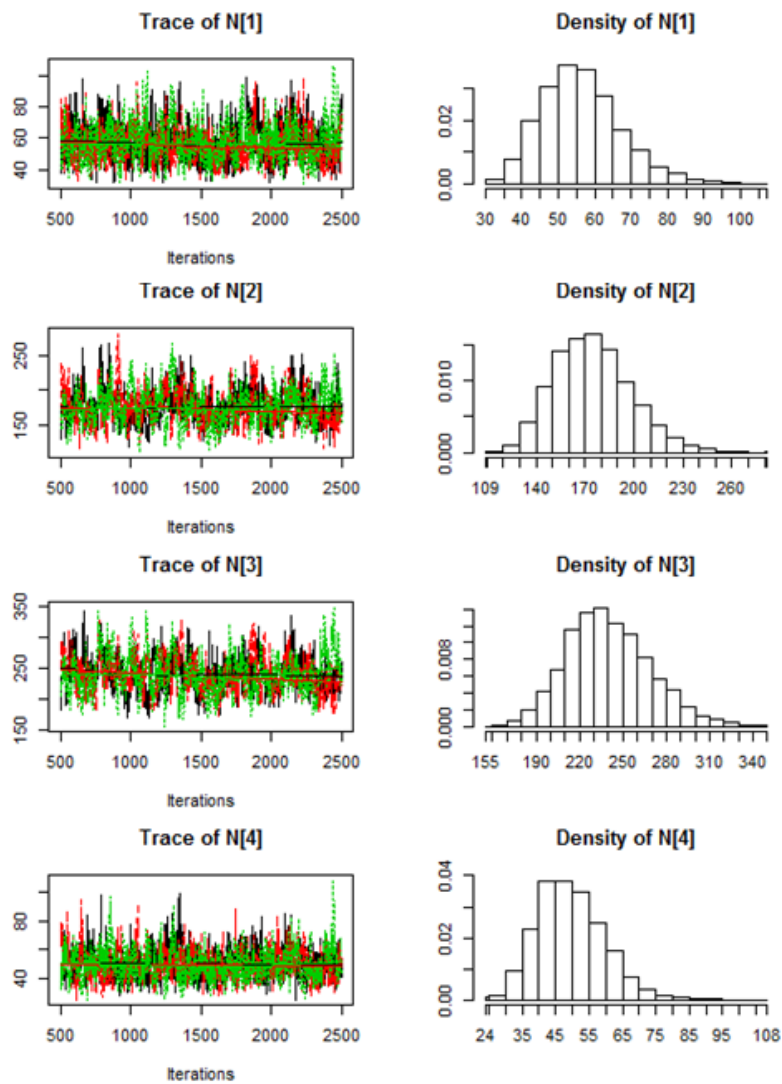 Trace of N[1]
Density of N[1]
40 60 80
500 1000 1500 2000 2500
Iterations
0.00 0.02
30 40 50 60 70 80 90 100
Trace of N[2]
Density of N[2]
150 250
500 1000 1500 2000 2500
Iterations
0.000 0.010
109 140 170 200 230 260
Trace of N[3]
Density of N[3]
150 250 350
500 1000 1500 2000 2500
Iterations
0.000 0.008
155 190 220 250 280 310 340
Trace of N[4]
Density of N[4]
40 80
500 1000 1500 2000 2500
Iterations
0.00 0.02 0.04
24 35 45 55 65 75 85 95 108